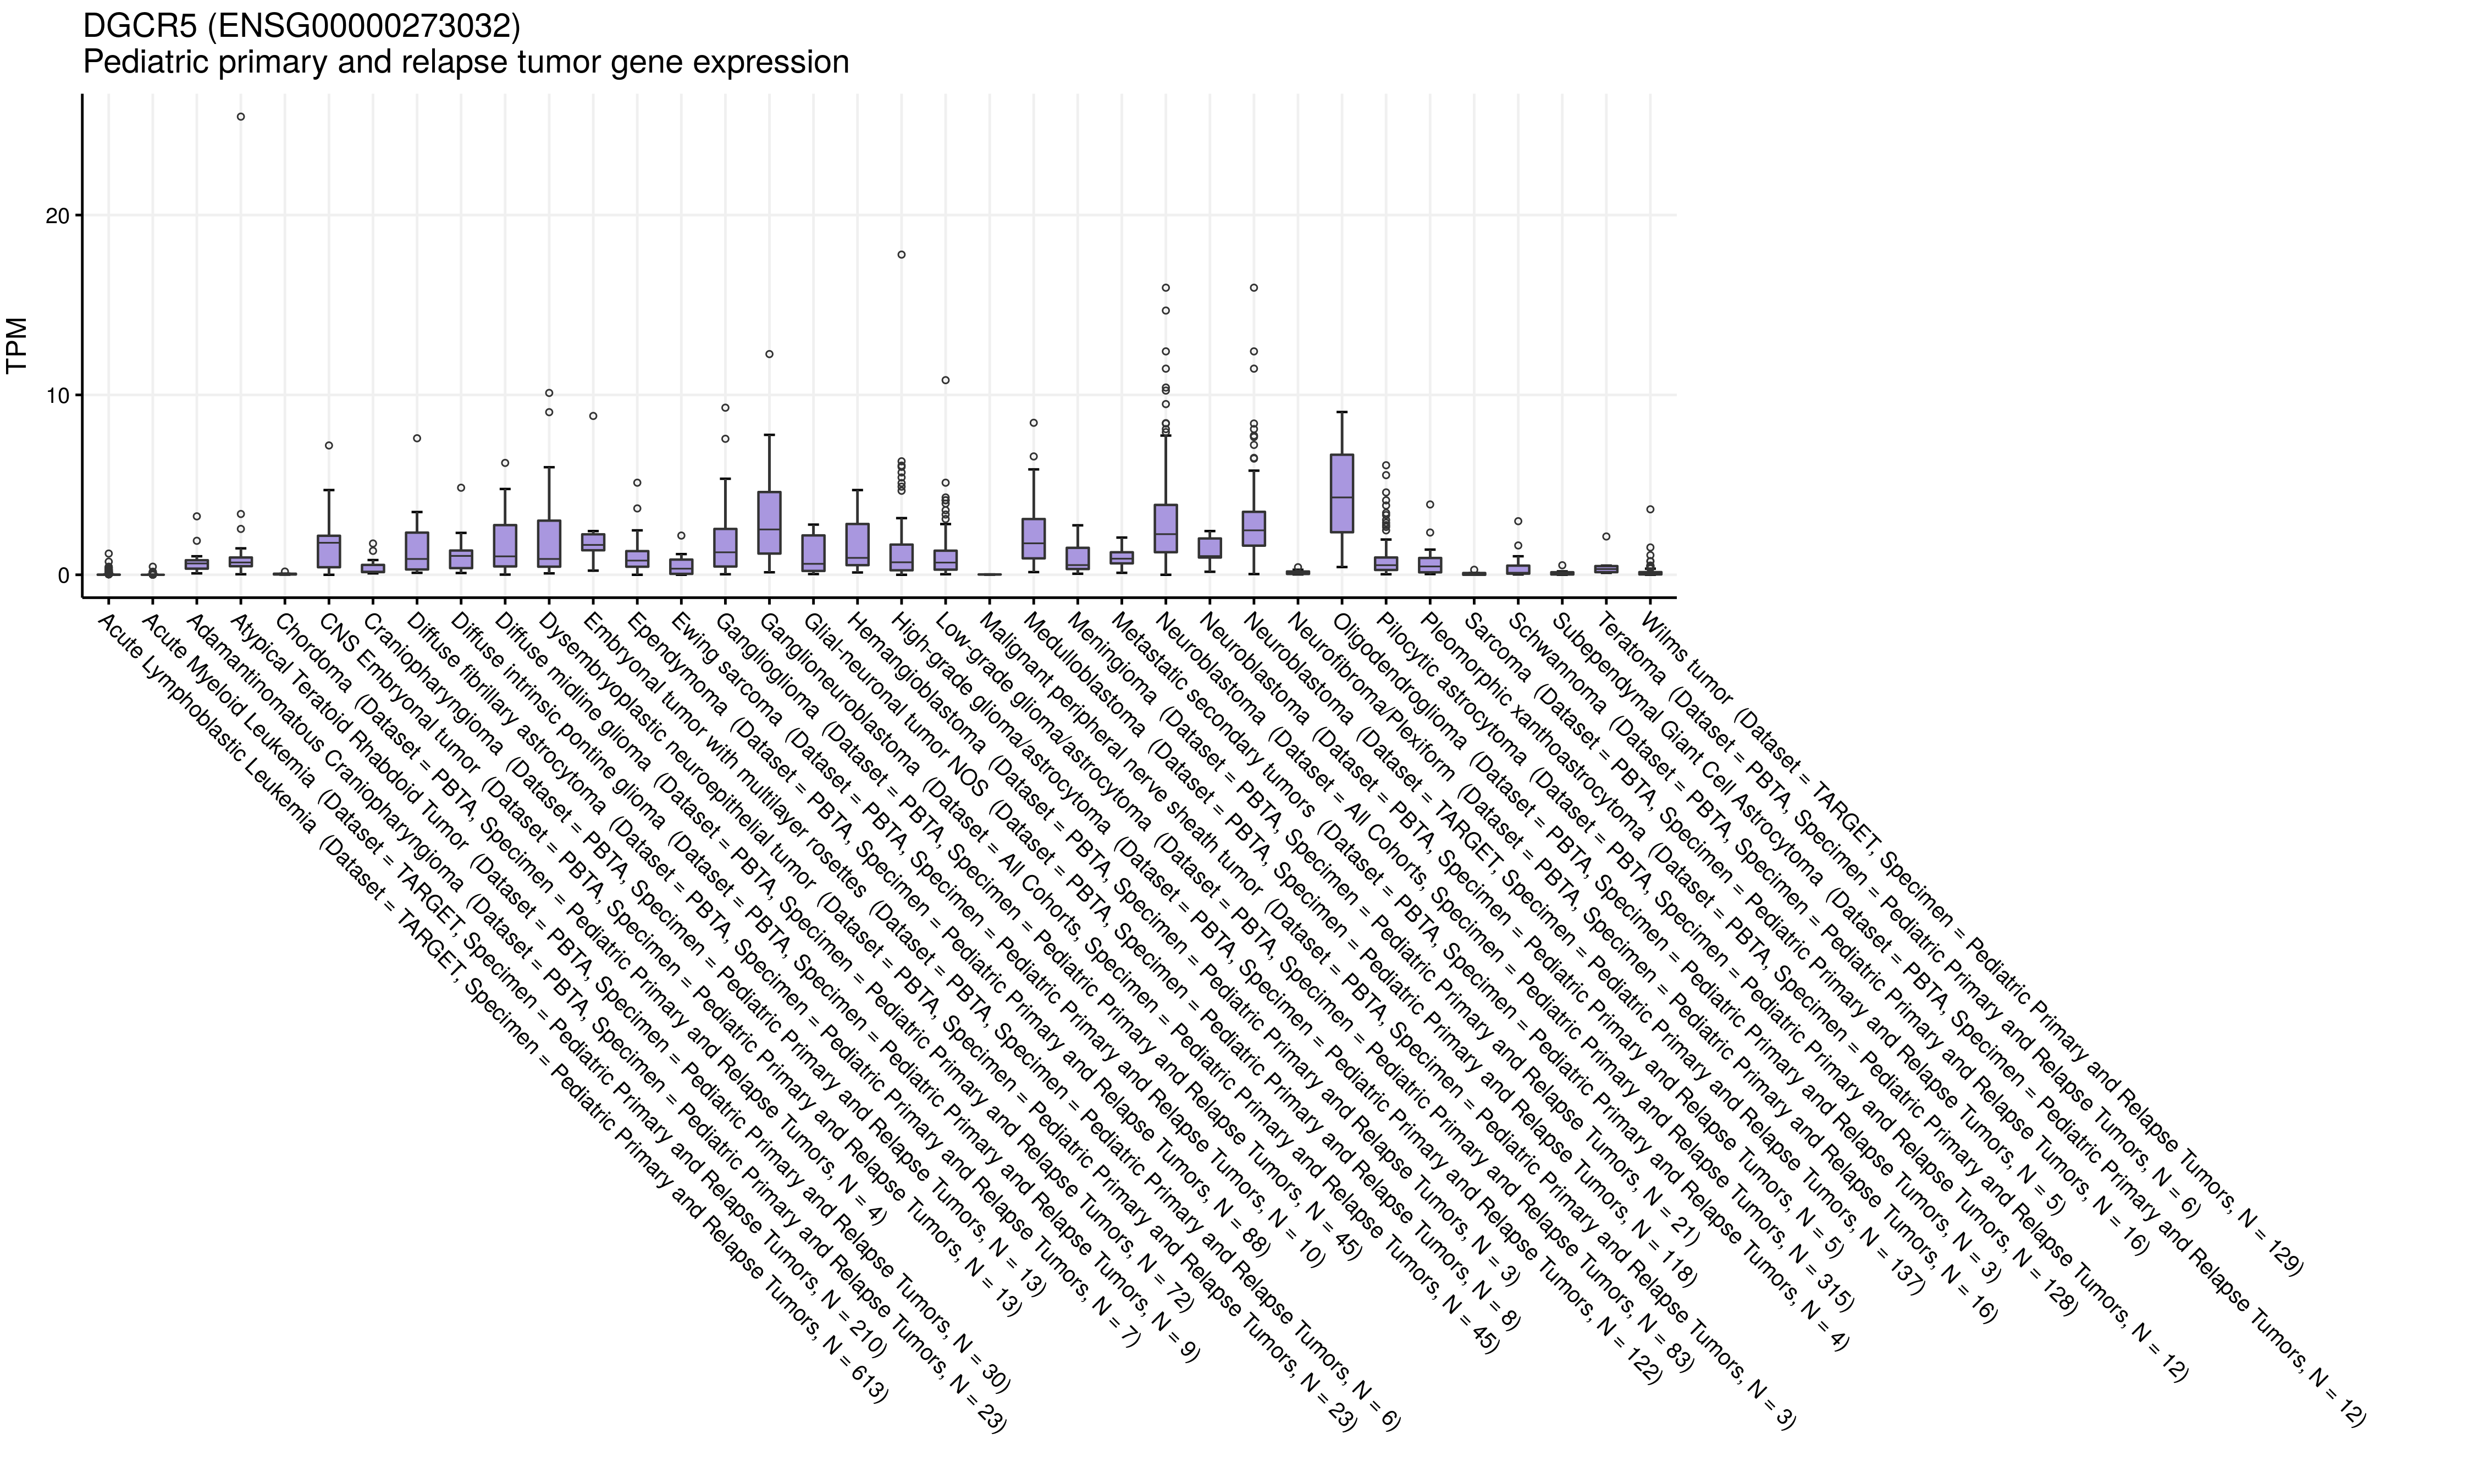 DGCR5 (ENSG00000273032)
Pediatric primary and relapse tumor gene expression
TPM
20
10
0
Acute Lymphoblastic Leukemia (Dataset = TARGET, Specimen = Pediatric Primary and Relapse Tumors, N = 613)
Acute Myeloid Leukemia (Dataset = TARGET, Specimen = Pediatric Primary and Relapse Tumors, N = 210)
Adamantinomatous Craniopharyngioma (Dataset = PBTA, Specimen = Pediatric Primary and Relapse Tumors, N = 23)
Atypical Teratoid Rhabdoid Tumor (Dataset = PBTA, Specimen = Pediatric Primary and Relapse Tumors, N = 30)
Chordoma (Dataset = PBTA, Specimen = Pediatric Primary and Relapse Tumors, N = 4)
CNS Embryonal tumor (Dataset = PBTA, Specimen = Pediatric Primary and Relapse Tumors, N = 13)
Craniopharyngioma (Dataset = PBTA, Specimen = Pediatric Primary and Relapse Tumors, N = 13)
Diffuse fibrillary astrocytoma (Dataset = PBTA, Specimen = Pediatric Primary and Relapse Tumors, N = 7)
Diffuse intrinsic pontine glioma (Dataset = PBTA, Specimen = Pediatric Primary and Relapse Tumors, N = 9)
Diffuse midline glioma (Dataset = PBTA, Specimen = Pediatric Primary and Relapse Tumors, N = 72)
Dysembryoplastic neuroepithelial tumor (Dataset = PBTA, Specimen = Pediatric Primary and Relapse Tumors, N = 23)
Embryonal tumor with multilayer rosettes (Dataset = PBTA, Specimen = Pediatric Primary and Relapse Tumors, N = 6)
Ependymoma (Dataset = PBTA, Specimen = Pediatric Primary and Relapse Tumors, N = 88)
Ewing sarcoma (Dataset = PBTA, Specimen = Pediatric Primary and Relapse Tumors, N = 10)
Ganglioglioma (Dataset = PBTA, Specimen = Pediatric Primary and Relapse Tumors, N = 45)
Ganglioneuroblastoma (Dataset = All Cohorts, Specimen = Pediatric Primary and Relapse Tumors, N = 45)
Glial-neuronal tumor NOS (Dataset = PBTA, Specimen = Pediatric Primary and Relapse Tumors, N = 8)
Hemangioblastoma (Dataset = PBTA, Specimen = Pediatric Primary and Relapse Tumors, N = 3)
High-grade glioma/astrocytoma (Dataset = PBTA, Specimen = Pediatric Primary and Relapse Tumors, N = 122)
Low-grade glioma/astrocytoma (Dataset = PBTA, Specimen = Pediatric Primary and Relapse Tumors, N = 83)
Malignant peripheral nerve sheath tumor (Dataset = PBTA, Specimen = Pediatric Primary and Relapse Tumors, N = 3)
Medulloblastoma (Dataset = PBTA, Specimen = Pediatric Primary and Relapse Tumors, N = 118)
Meningioma (Dataset = PBTA, Specimen = Pediatric Primary and Relapse Tumors, N = 21)
Metastatic secondary tumors (Dataset = PBTA, Specimen = Pediatric Primary and Relapse Tumors, N = 4)
Neuroblastoma (Dataset = All Cohorts, Specimen = Pediatric Primary and Relapse Tumors, N = 315)
Neuroblastoma (Dataset = PBTA, Specimen = Pediatric Primary and Relapse Tumors, N = 5)
Neuroblastoma (Dataset = TARGET, Specimen = Pediatric Primary and Relapse Tumors, N = 137)
Neurofibroma/Plexiform (Dataset = PBTA, Specimen = Pediatric Primary and Relapse Tumors, N = 16)
Oligodendroglioma (Dataset = PBTA, Specimen = Pediatric Primary and Relapse Tumors, N = 3)
Pilocytic astrocytoma (Dataset = PBTA, Specimen = Pediatric Primary and Relapse Tumors, N = 128)
Pleomorphic xanthoastrocytoma (Dataset = PBTA, Specimen = Pediatric Primary and Relapse Tumors, N = 12)
Sarcoma (Dataset = PBTA, Specimen = Pediatric Primary and Relapse Tumors, N = 5)
Schwannoma (Dataset = PBTA, Specimen = Pediatric Primary and Relapse Tumors, N = 16)
Subependymal Giant Cell Astrocytoma (Dataset = PBTA, Specimen = Pediatric Primary and Relapse Tumors, N = 12)
Teratoma (Dataset = PBTA, Specimen = Pediatric Primary and Relapse Tumors, N = 6)
Wilms tumor (Dataset = TARGET, Specimen = Pediatric Primary and Relapse Tumors, N = 129)